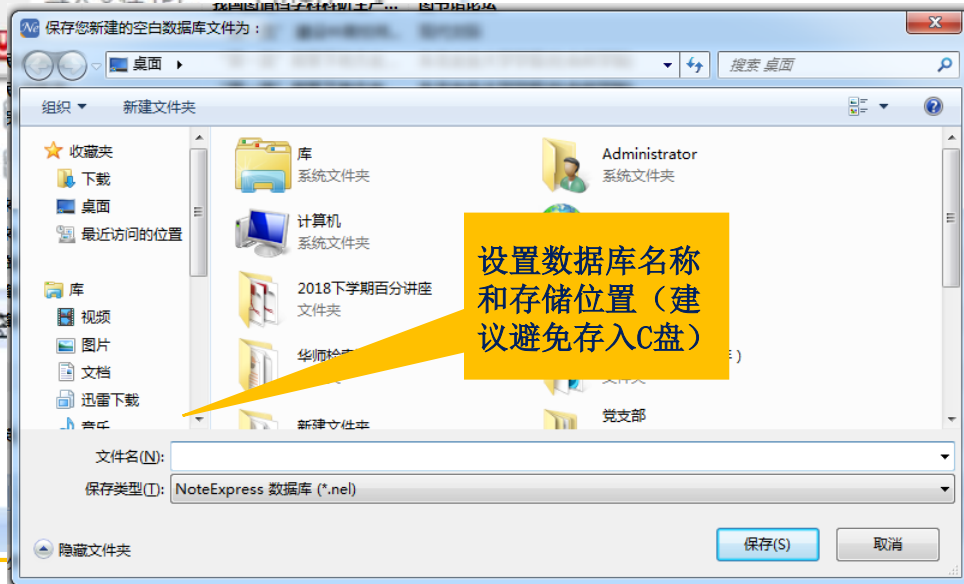 保存您新建的空白数据库文件为：
桌面
搜索 桌面
组织
新建文件夹
收藏夹
下载
桌面
最近访问的位置
库
视频
图片
文档
迅雷下载
音乐
库
系统文件夹
Administrator
系统文件夹
计算机
系统文件夹
2018下学期百分讲座
文件夹
华师检
新建文件夹
党支部
设置数据库名称
和存储位置（建
议避免存入C盘）
文件名(N):
保存类型(T): NoteExpress 数据库 (*.nel)
隐藏文件夹
保存(S)
取消